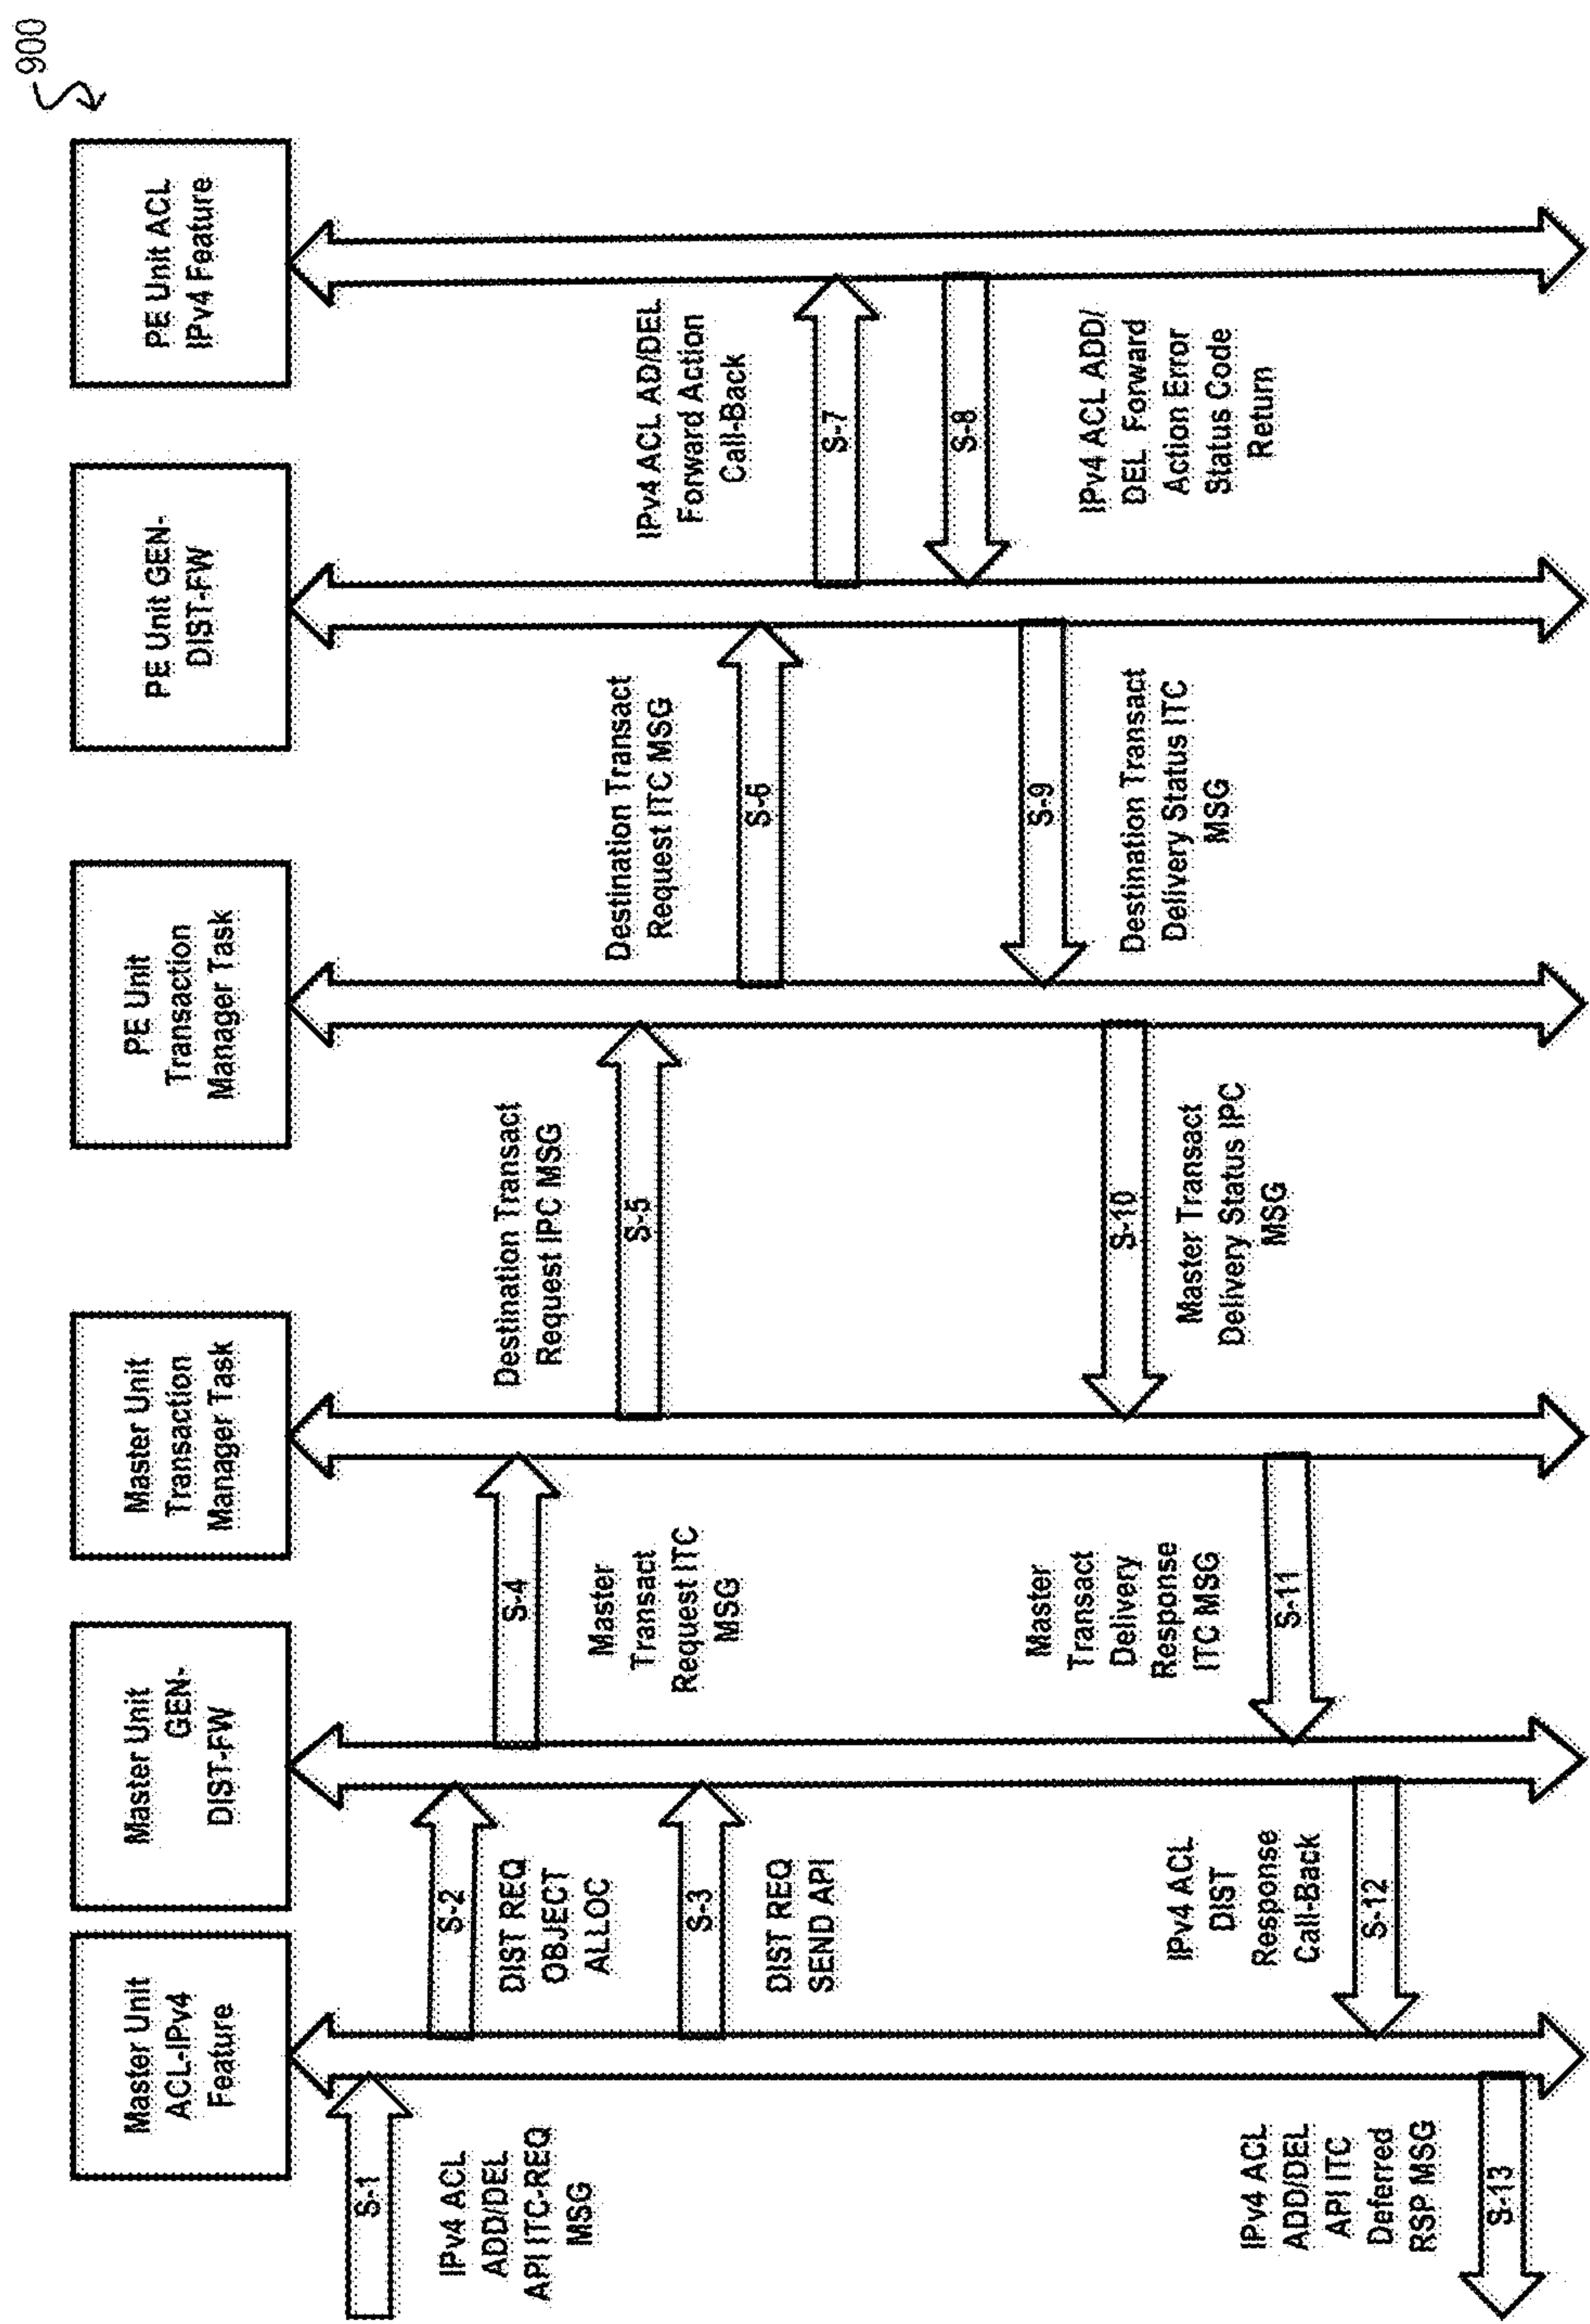 900
Master Unit
ACL-IPv4
Feature
Master Unit
GEN-
DIST-FW
Master Unit
Transaction
Manager Task
PE Unit
Transaction
Manager Task
PE Unit GEN-
DIST-FW
PE Unit ACL
IPv4 Feature
S-1
IPv4 ACL
ADD/DEL
API ITC-REQ
MSG
S-2
DIST REQ
OBJECT
ALLOC
S-3
DIST REQ
SEND API
S-4
Master
Transact
Request ITC
MSG
Destination Transact
Request IPC MSG
S-5
Destination Transact
Request ITC MSG
S-6
IPv4 ACL AD/DEL
Forward Action
Call-Back
S-7
S-8
IPv4 ACL ADD/
DEL Forward
Action Error
Status Code
Return
S-9
Destination Transact
Delivery Status ITC
MSG
S-10
Master Transact
Delivery Status IPC
MSG
Master
Transact
Delivery
Response
ITC MSG
S-11
IPv4 ACL
DIST
Response
Call-Back
S-12
IPv4 ACL
ADD/DEL
API ITC
Deferred
RSP MSG
S-13